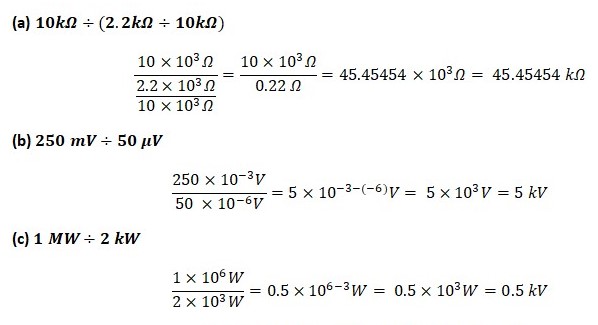 (a) 10kΩ ÷ (2.2kΩ ÷ 10kΩ)
10 × 10³ Ω / (2.2 × 10³ Ω / 10 × 10³ Ω) = 10 × 10³ Ω / 0.22 Ω = 45.45454 × 10³Ω = 45.45454 kΩ
(b) 250 mV ÷ 50 μV
250 × 10⁻³V / 50 × 10⁻⁶V = 5 × 10⁻³⁻⁽⁻⁶⁾V = 5 × 10³ V = 5 kV
(c) 1 MW ÷ 2 kW
1 × 10⁶ W / 2 × 10³ W = 0.5 × 10⁶⁻³W = 0.5 × 10³W = 0.5 kV